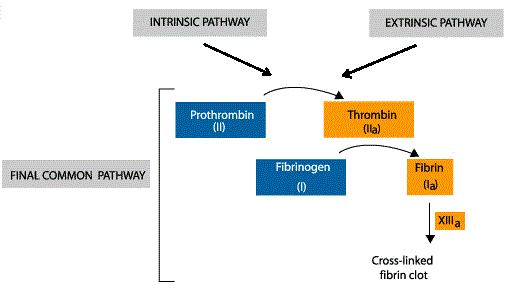 INTRINSIC PATHWAY
EXTRINSIC PATHWAY
Prothrombin
(II)
Thrombin
(IIa)
Fibrinogen
(I)
Fibrin
(Ia)
FINAL COMMON PATHWAY
XIIIa
Cross-linked
fibrin clot